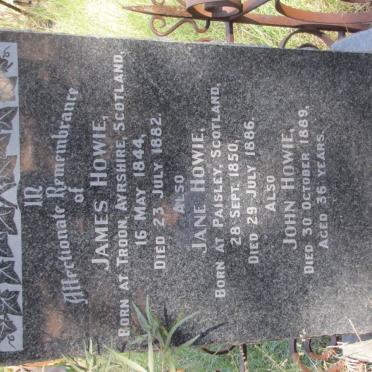 In
Affectionate Remembrance
of
JAMES HOWIE,
BORN AT TROON, AYRSHIRE, SCOTLAND,
16 MAY 1844,
DIED 23 JULY 1882.
ALSO
JANE HOWIE,
BORN AT PAISLEY, SCOTLAND,
28 SEPT. 1850,
DIED 29 JULY 1886.
ALSO
JOHN HOWIE,
DIED 30 OCTOBER 1889,
AGED 36 YEARS.